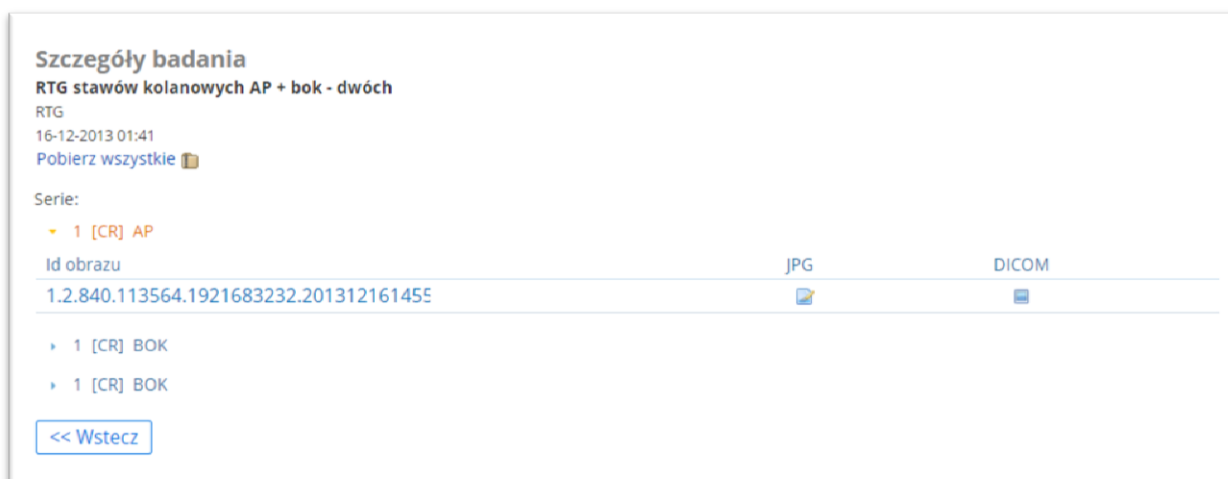 Szczegóły badania
RTG stawów kolanowych AP + bok - dwóch
RTG
16-12-2013 01:41
Pobierz wszystkie
Serie:
1 [CR] AP
Id obrazu JPG DICOM
1.2.840.113564.1921683232.201312161455
1 [CR] BOK
1 [CR] BOK
<< Wstecz